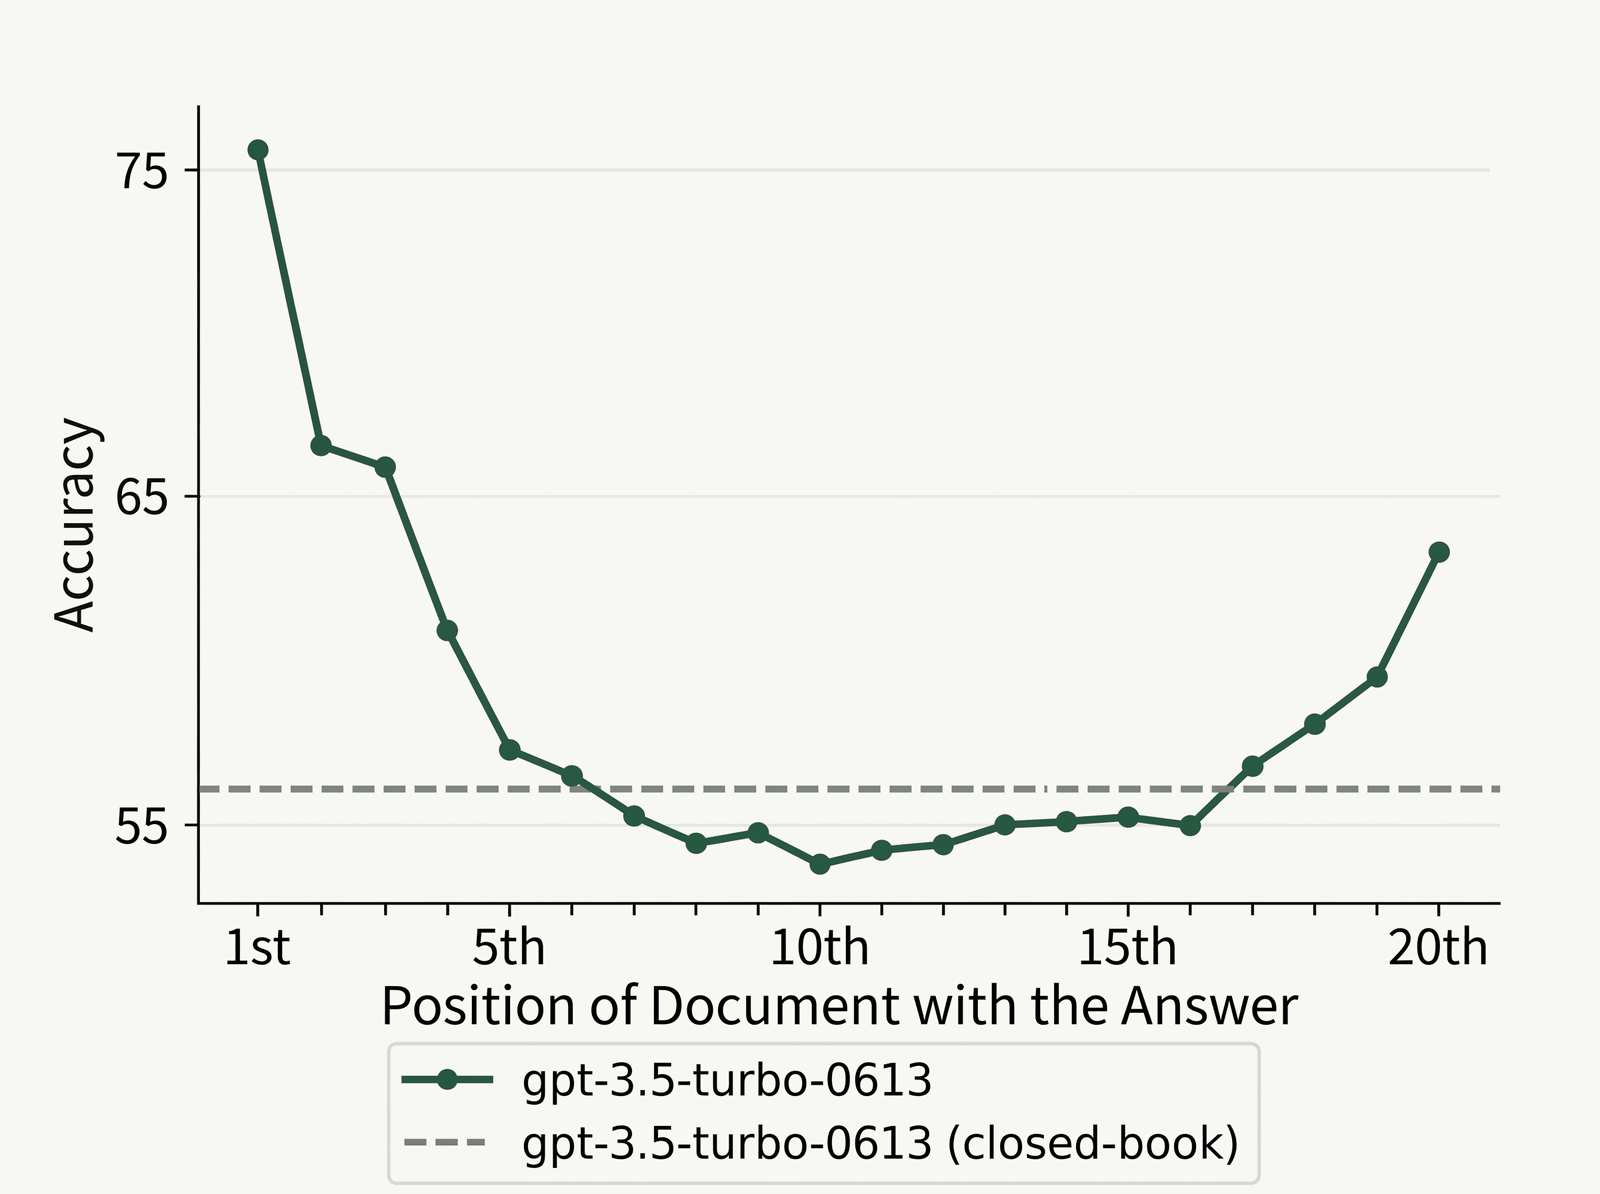 75
65
55
Accuracy
1st 5th 10th 15th 20th
Position of Document with the Answer
gpt-3.5-turbo-0613
gpt-3.5-turbo-0613 (closed-book)